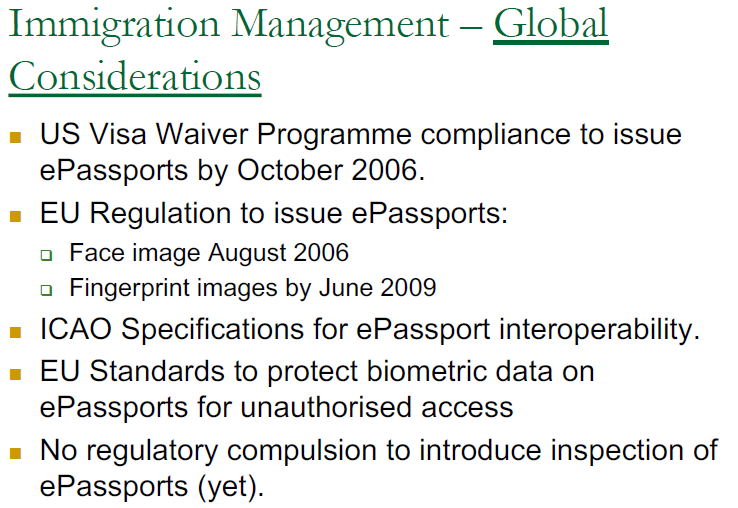 Immigration Management – Global
Considerations
US Visa Waiver Programme compliance to issue
ePassports by October 2006.
EU Regulation to issue ePassports:
Face image August 2006
Fingerprint images by June 2009
ICAO Specifications for ePassport interoperability.
EU Standards to protect biometric data on
ePassports for unauthorised access
No regulatory compulsion to introduce inspection of
ePassports (yet).